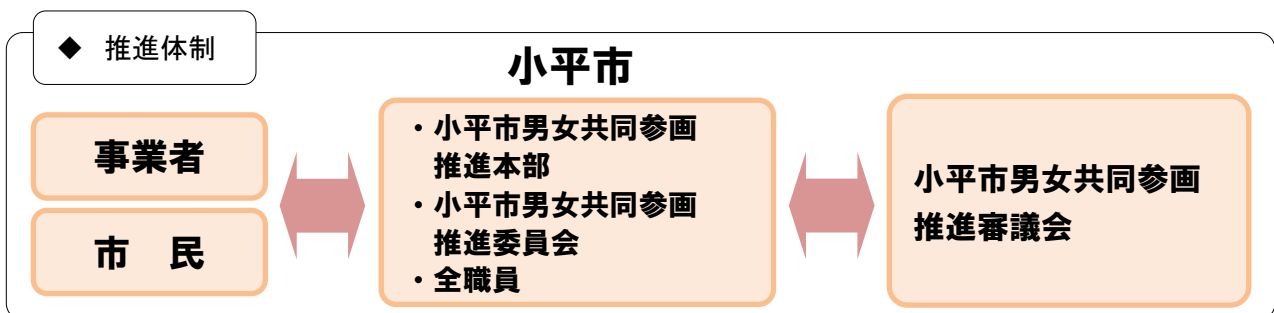 ◆ 推進体制
小平市
事業者
市 民
・小平市男女共同参画
推進本部
・小平市男女共同参画
推進委員会
・全職員
小平市男女共同参画
推進審議会